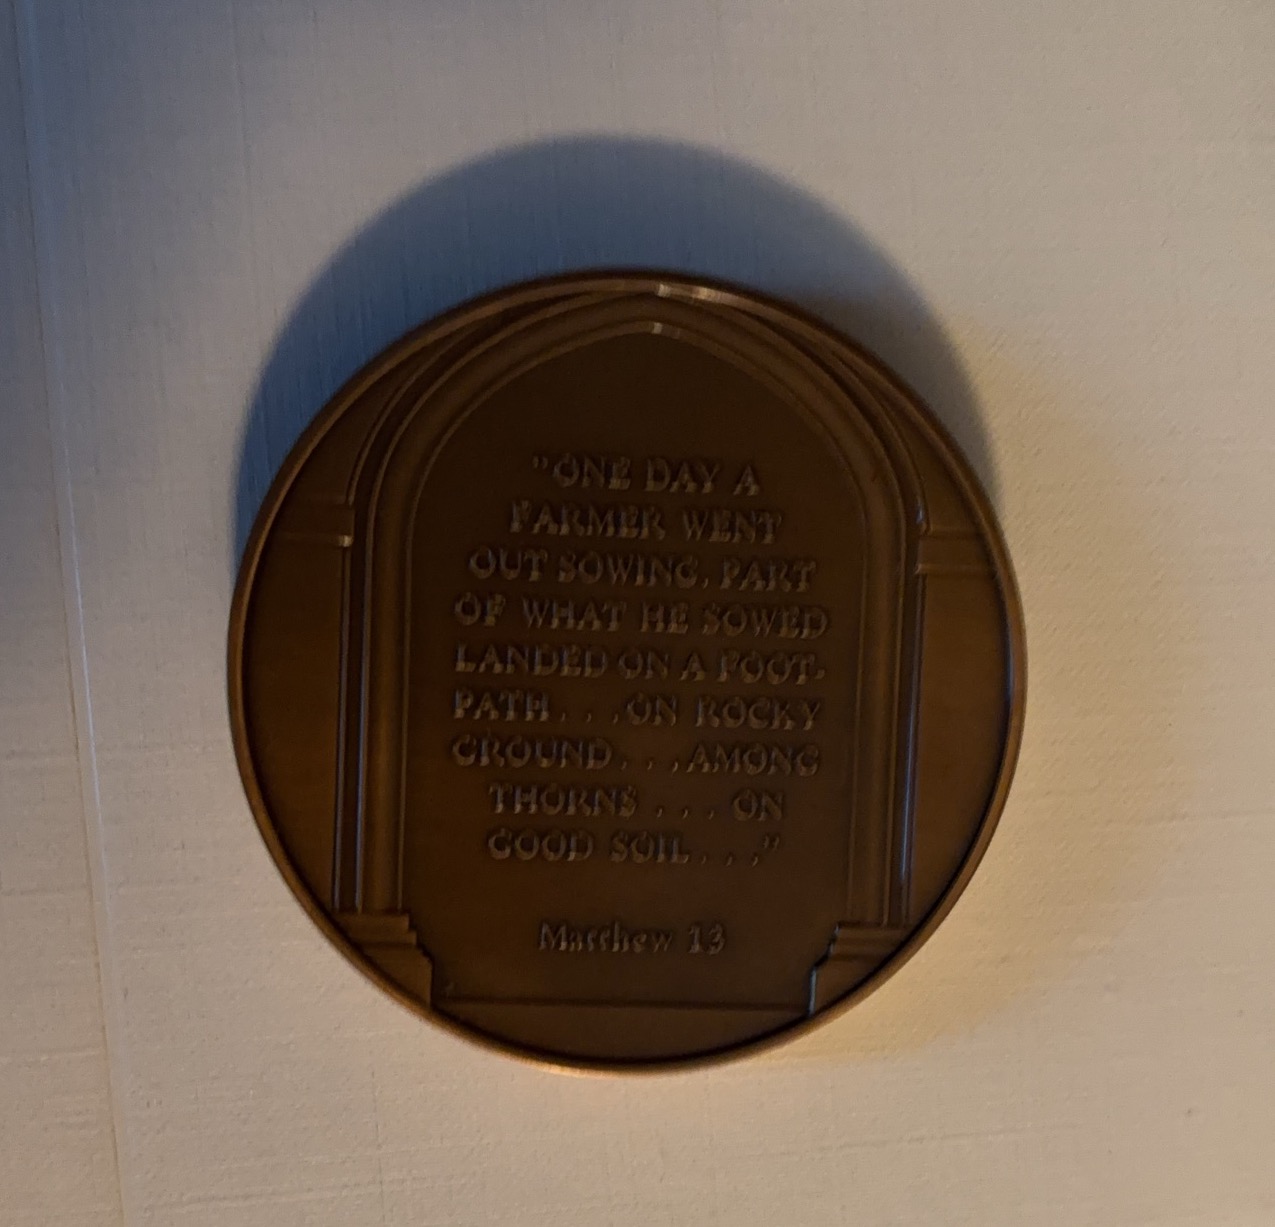 "ONE DAY A
FARMER WENT
OUT SOWING. PART
OF WHAT HE SOWED
LANDED ON A FOOT-
PATH . . . ON ROCKY
GROUND . . . AMONG
THORNS . . . ON
GOOD SOIL . . ."
Matthew 13